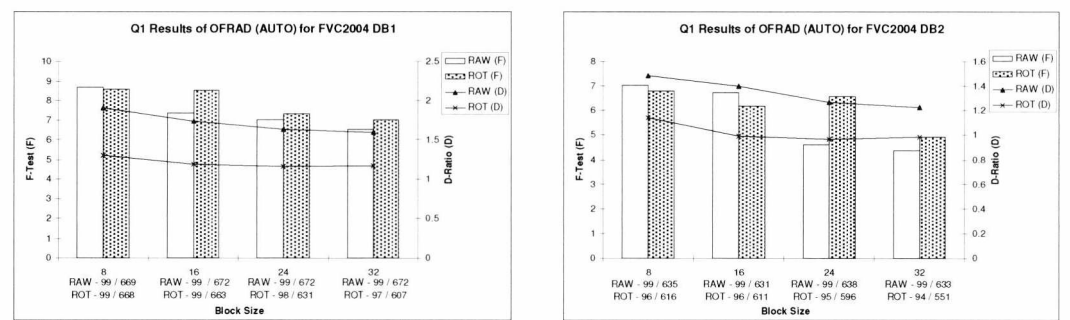 Q1 Results of OFRAD (AUTO) for FVC2004 DB1
F-Test (F)
10
9
8
7
6
5
4
3
2
1
0
2.5
2
1.5
1
0.5
0
D-Ratio (D)
RAW (F)
ROT (F)
RAW (D)
ROT (D)
8 16 24 32
RAW - 99 / 669 RAW - 99 / 672 RAW - 99 / 672 RAW - 99 / 672
ROT - 99 / 668 ROT - 99 / 663 ROT - 98 / 631 ROT - 97 / 607
Block Size
Q1 Results of OFRAD (AUTO) for FVC2004 DB2
F-Test (F)
8
7
6
5
4
3
2
1
0
1.6
1.4
1.2
1
0.8
0.6
0.4
0.2
0
D-Ratio (D)
RAW (F)
ROT (F)
RAW (D)
ROT (D)
8 16 24 32
RAW - 99 / 635 RAW - 99 / 631 RAW - 99 / 638 RAW - 99 / 633
ROT - 96 / 616 ROT - 96 / 611 ROT - 95 / 596 ROT - 94 / 551
Block Size